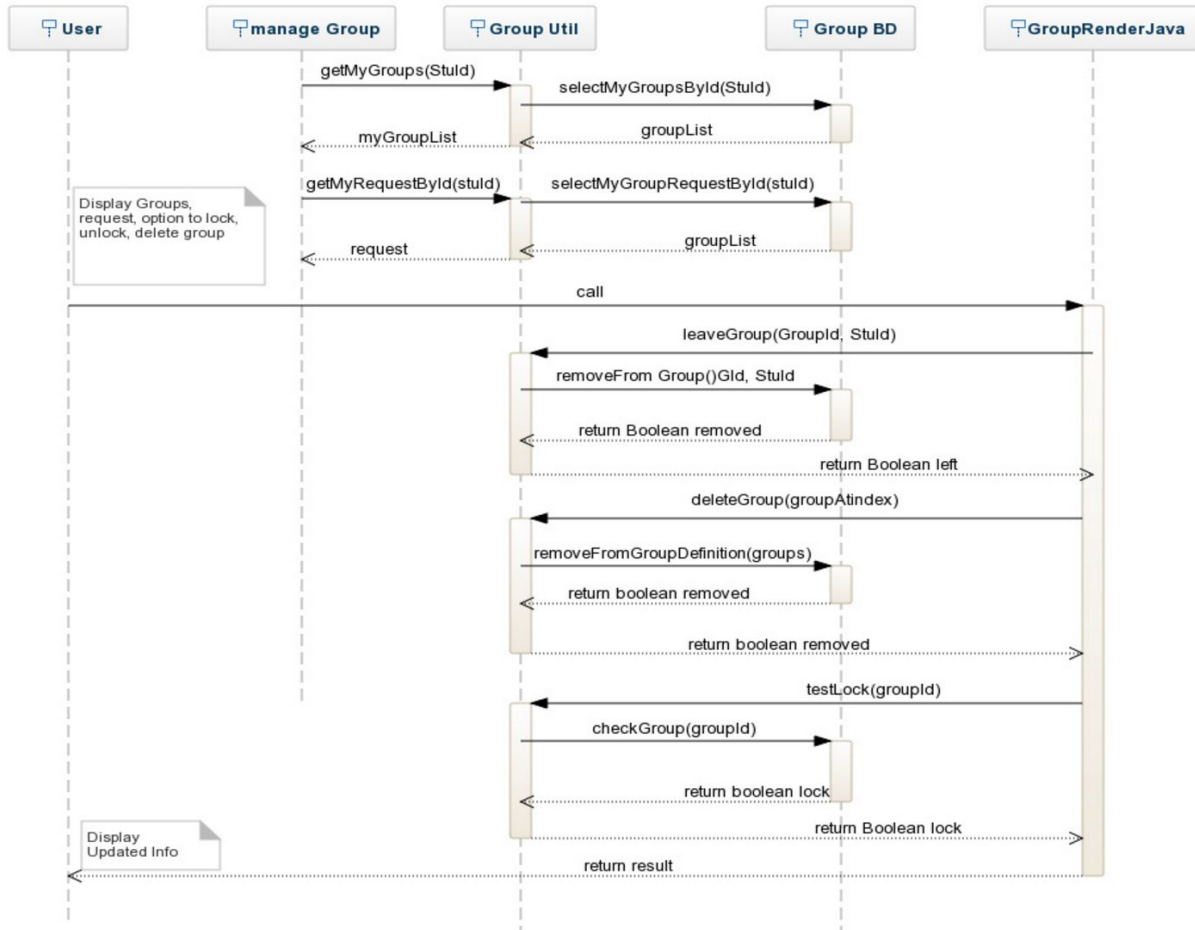 User
manage Group
Group Util
Group BD
GroupRenderJava
getMyGroups(StuId)
selectMyGroupsById(StuId)
groupList
myGroupList
getMyRequestById(stuId)
selectMyGroupRequestById(stuId)
Display Groups,
request, option to lock,
unlock, delete group
groupList
request
call
leaveGroup(GroupId, StuId)
removeFrom Group()GId, StuId
return Boolean removed
return Boolean left
deleteGroup(groupAtindex)
removeFromGroupDefinition(groups)
return boolean removed
return boolean removed
testLock(groupId)
checkGroup(groupId)
return boolean lock
return Boolean lock
Display
Updated Info
return result